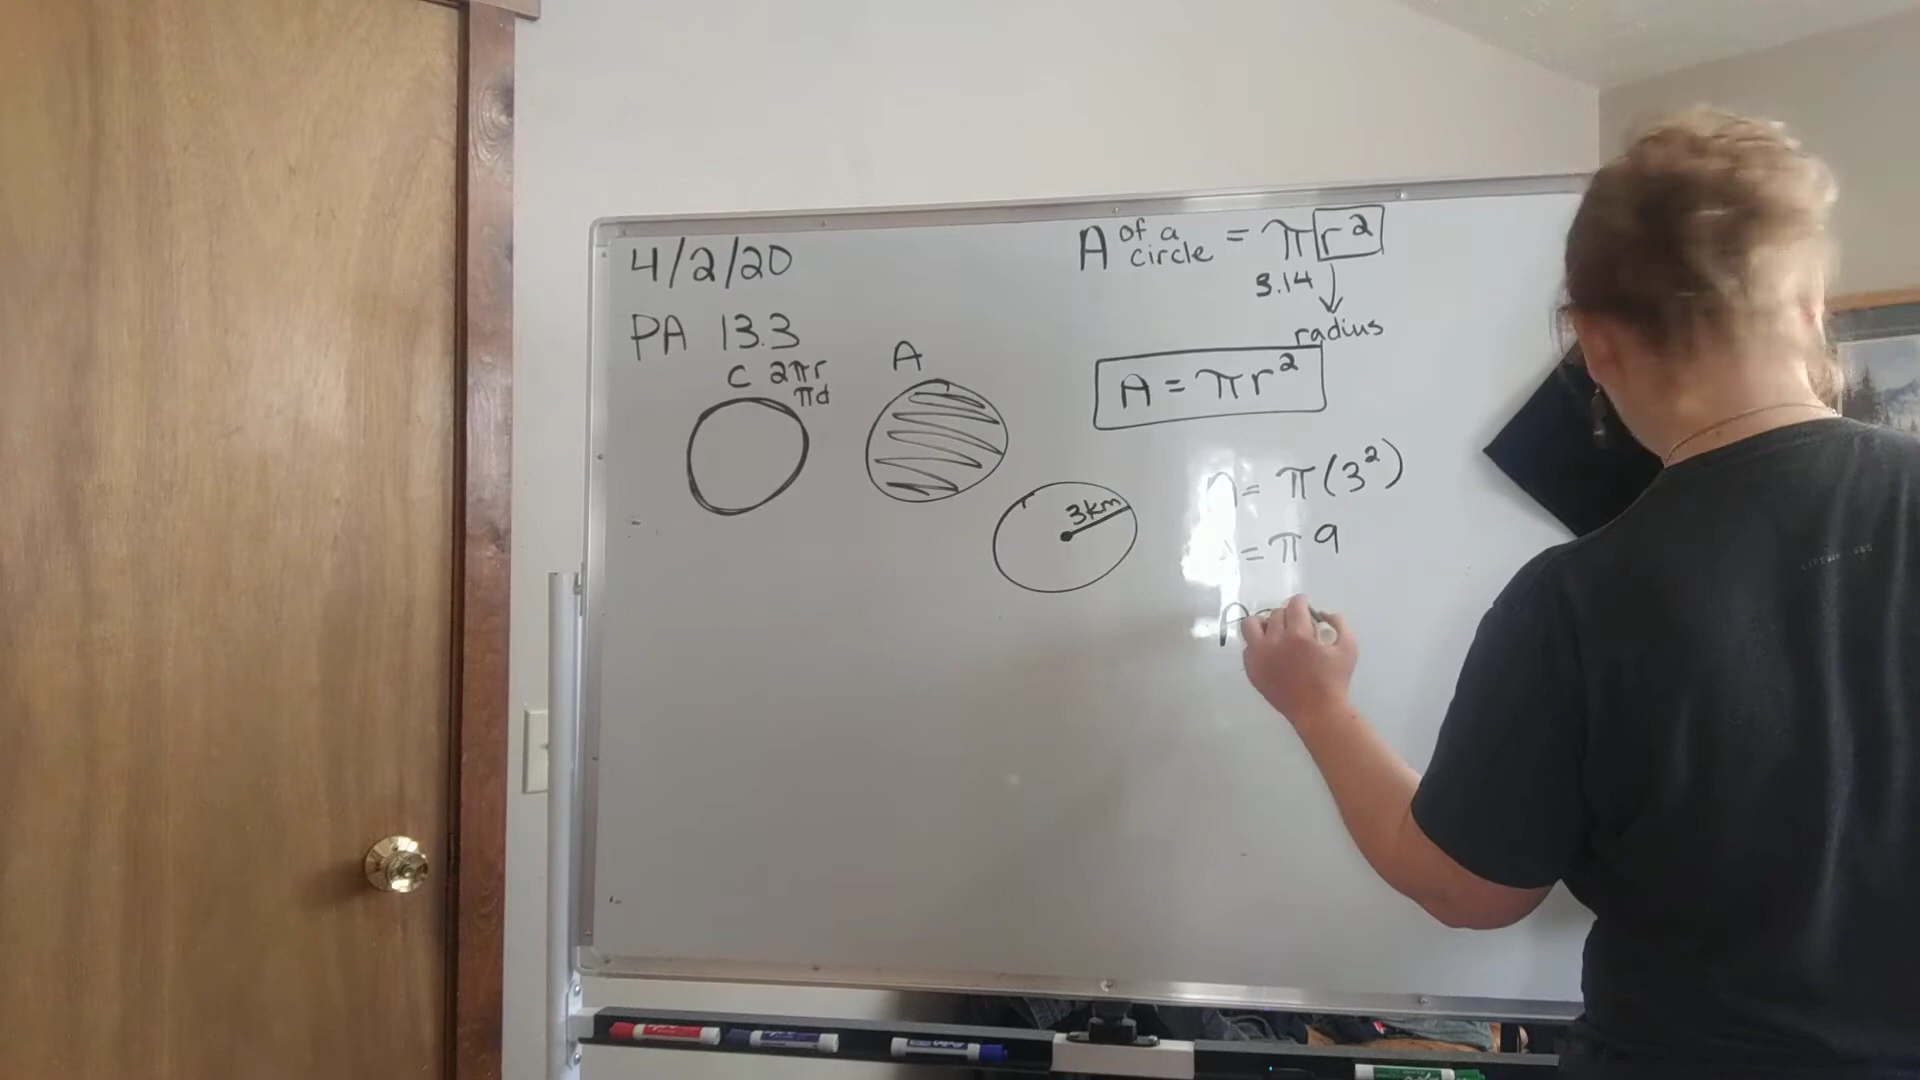 4/2/20
PA 13.3
C 2πr
πd
A
3km
A of a circle = πr²
3.14
radius
A = πr²
A = π(3²)
A = π9
A =